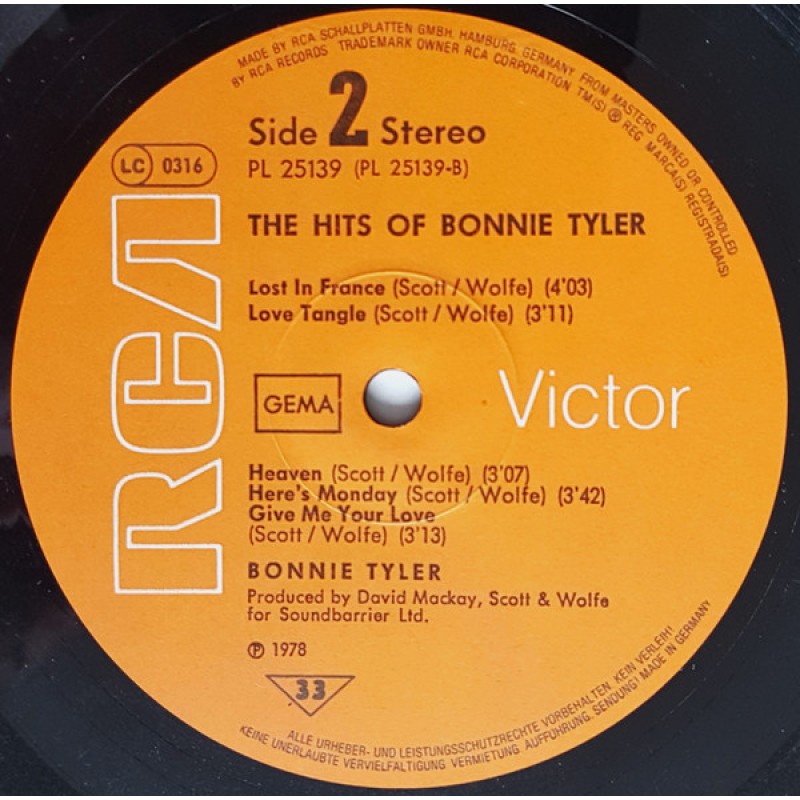 MADE BY RCA SCHALLPLATTEN GMBH, HAMBURG, GERMANY, FROM MASTERS OWNED OR CONTROLLED
BY RCA RECORDS TRADEMARK OWNER RCA CORPORATION TM(S) ® REG MARCA(S) REGISTRADA(S)
Side 2 Stereo
LC 0316
PL 25139 (PL 25139-B)
THE HITS OF BONNIE TYLER
Lost In France (Scott / Wolfe) (4'03)
Love Tangle (Scott / Wolfe) (3'11)
RCA
GEMA
Victor
Heaven (Scott / Wolfe) (3'07)
Here's Monday (Scott / Wolfe) (3'42)
Give Me Your Love
(Scott / Wolfe) (3'13)
BONNIE TYLER
Produced by David Mackay, Scott & Wolfe
for Soundbarrier Ltd.
℗ 1978
33
ALLE URHEBER- UND LEISTUNGSSCHUTZRECHTE VORBEHALTEN. KEIN VERLEIH!
KEINE UNERLAUBTE VERVIELFÄLTIGUNG, VERMIETUNG, AUFFÜHRUNG, SENDUNG! MADE IN GERMANY